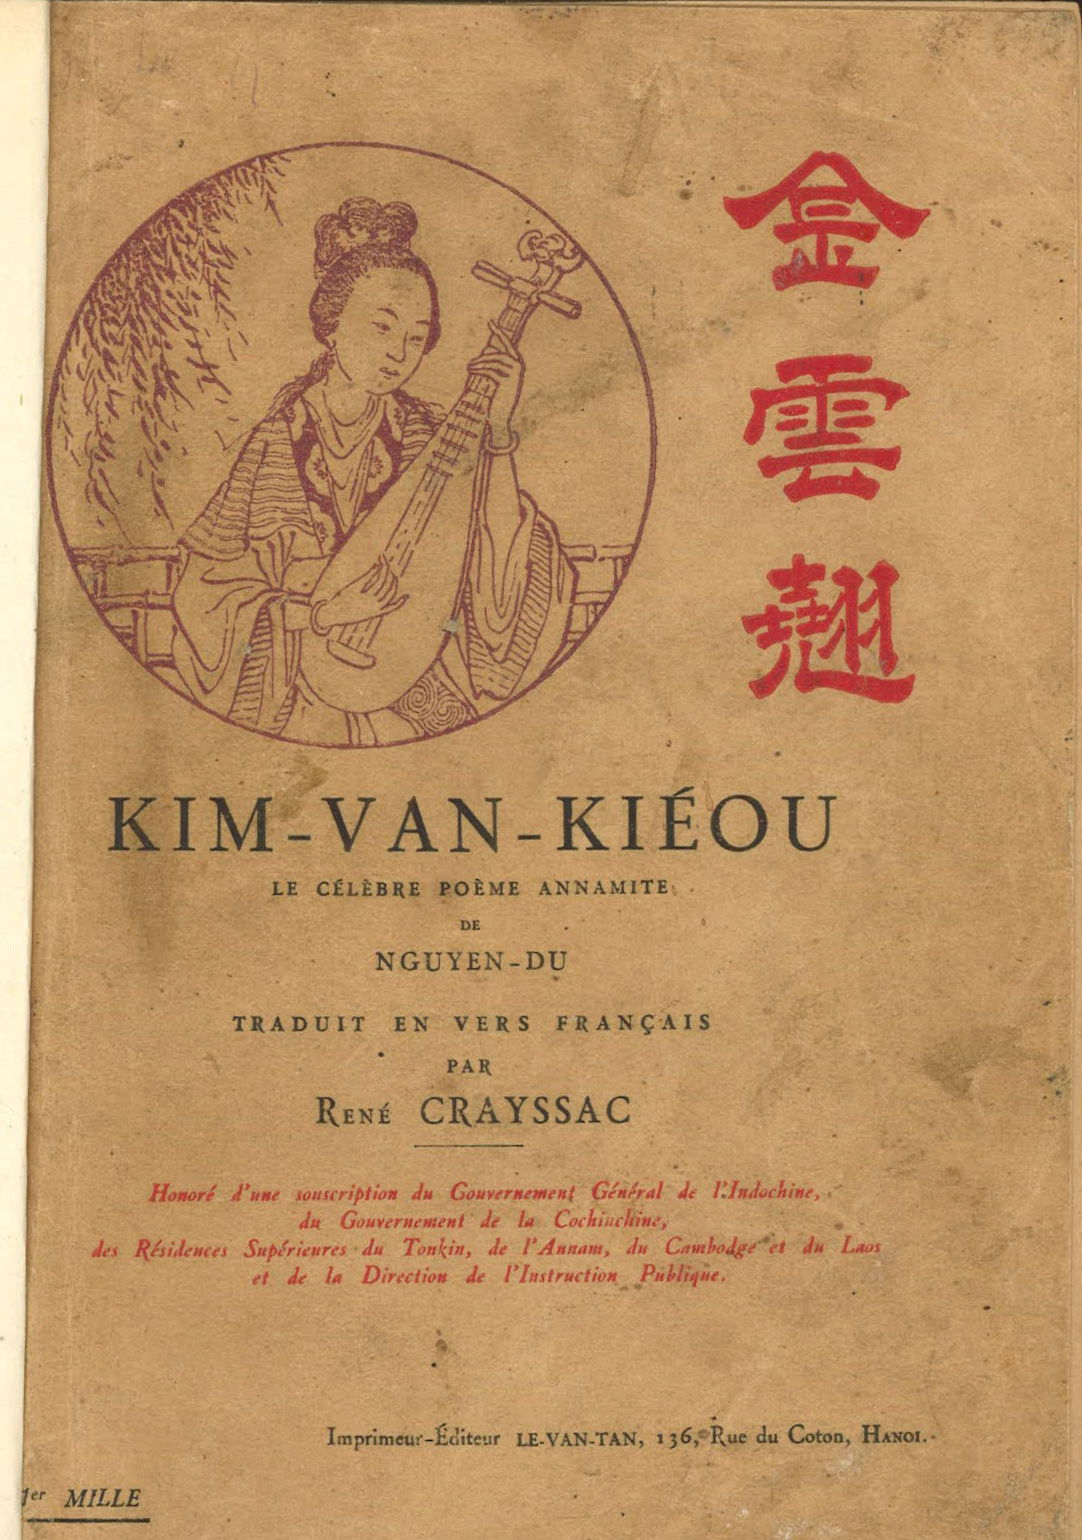 金
雲
翹
KIM-VAN-KIÉOU
LE CÉLÈBRE POÈME ANNAMITE
DE
NGUYEN-DU
TRADUIT EN VERS FRANÇAIS
PAR
RENÉ CRAYSSAC
Honoré d'une souscription du Gouvernement Général de l'Indochine,
du Gouvernement de la Cochinchine,
des Résidences Supérieures du Tonkin, de l'Annam, du Cambodge et du Laos
et de la Direction de l'Instruction Publique.
Imprimeur-Éditeur LE-VAN-TAN, 136, Rue du Coton, HANOI.
1er MILLE